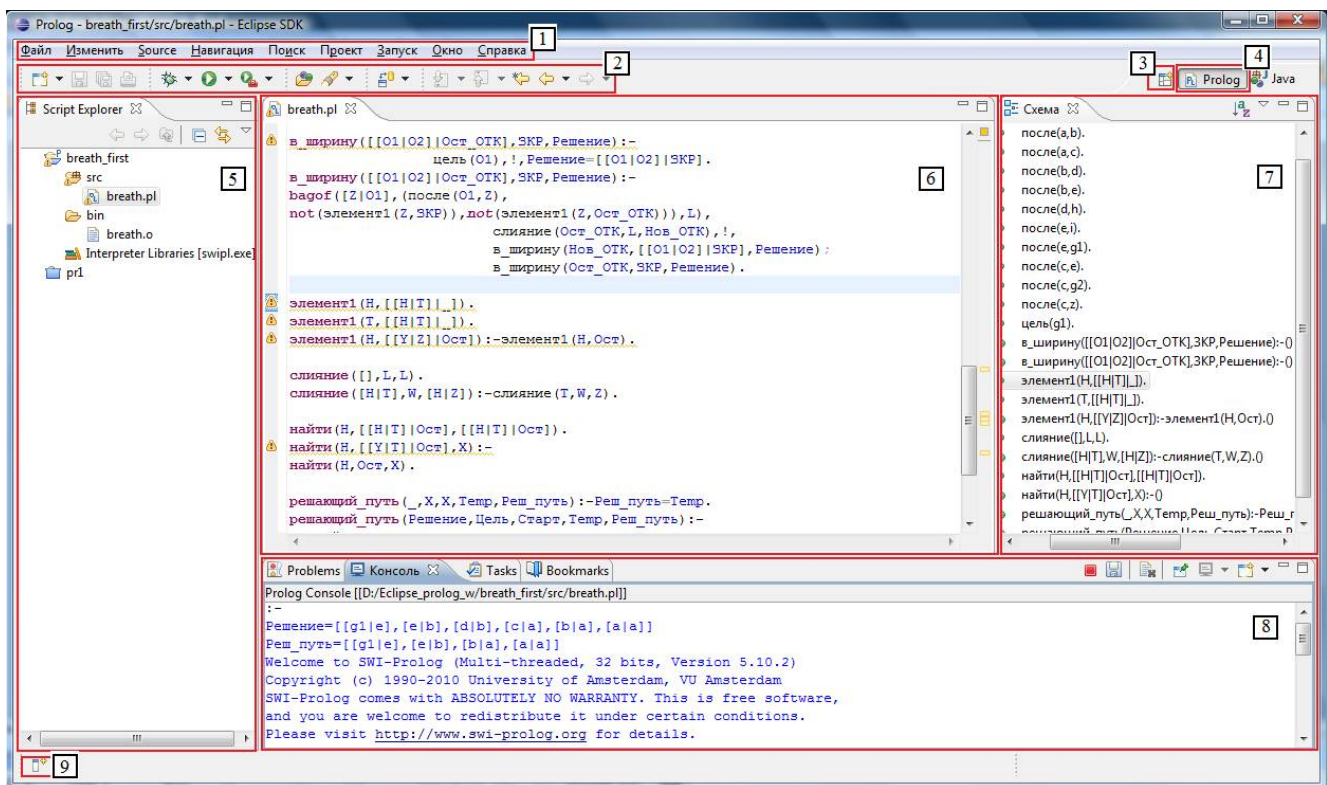 Prolog - breath_first/src/breath.pl - Eclipse SDK
Файл Изменить Source Навигация Поиск Проект Запуск Окно Справка
1
2
3
4
Prolog
Java
Script Explorer
breath_first
src
breath.pl
bin
breath.o
Interpreter Libraries [swipl.exe]
pr1
5
breath.pl
в_ширину([[O1|O2]|Ост_ОТК],ЗКР,Решение):-
цель(O1),!,Решение=[[O1|O2]|ЗКР].
в_ширину([[O1|O2]|Ост_ОТК],ЗКР,Решение):-
bagof([Z|O1],(после(O1,Z),
not(элемент1(Z,ЗКР)),not(элемент1(Z,Ост_ОТК))),L),
слияние(Ост_ОТК,L,Нов_ОТК),!,
в_ширину(Нов_ОТК,[[O1|O2]|ЗКР],Решение);
в_ширину(Ост_ОТК,ЗКР,Решение).
элемент1(H,[[H|T]|_]).
элемент1(T,[[H|T]|_]).
элемент1(H,[[Y|Z]|Ост]):-элемент1(H,Ост).
слияние([],L,L).
слияние([H|T],W,[H|Z]):-слияние(T,W,Z).
найти(H,[[H|T]|Ост],[[H|T]|Ост]).
найти(H,[[Y|T]|Ост],X):-
найти(H,Ост,X).
решающий_путь(_,X,X,Temp,Реш_путь):-Реш_путь=Temp.
решающий_путь(Решение,Цель,Старт,Temp,Реш_путь):-
6
Схема
после(a,b).
после(a,c).
после(b,d).
после(b,e).
после(d,h).
после(e,i).
после(e,g1).
после(c,e).
после(c,g2).
после(c,z).
цель(g1).
в_ширину([[O1|O2]|Ост_ОТК],ЗКР,Решение):-()
в_ширину([[O1|O2]|Ост_ОТК],ЗКР,Решение):-()
элемент1(H,[[H|T]|_]).
элемент1(T,[[H|T]|_]).
элемент1(H,[[Y|Z]|Ост]):-элемент1(H,Ост).()
слияние([],L,L).
слияние([H|T],W,[H|Z]):-слияние(T,W,Z).()
найти(H,[[H|T]|Ост],[[H|T]|Ост]).
найти(H,[[Y|T]|Ост],X):-()
решающий_путь(_,X,X,Temp,Реш_путь):-Реш_г
7
Problems Консоль Tasks Bookmarks
Prolog Console [[D:/Eclipse_prolog_w/breath_first/src/breath.pl]]
:-
Решение=[[g1|e],[e|b],[d|b],[c|a],[b|a],[a|a]]
Реш_путь=[[g1|e],[e|b],[b|a],[a|a]]
Welcome to SWI-Prolog (Multi-threaded, 32 bits, Version 5.10.2)
Copyright (c) 1990-2010 University of Amsterdam, VU Amsterdam
SWI-Prolog comes with ABSOLUTELY NO WARRANTY. This is free software,
and you are welcome to redistribute it under certain conditions.
Please visit http://www.swi-prolog.org for details.
8
9